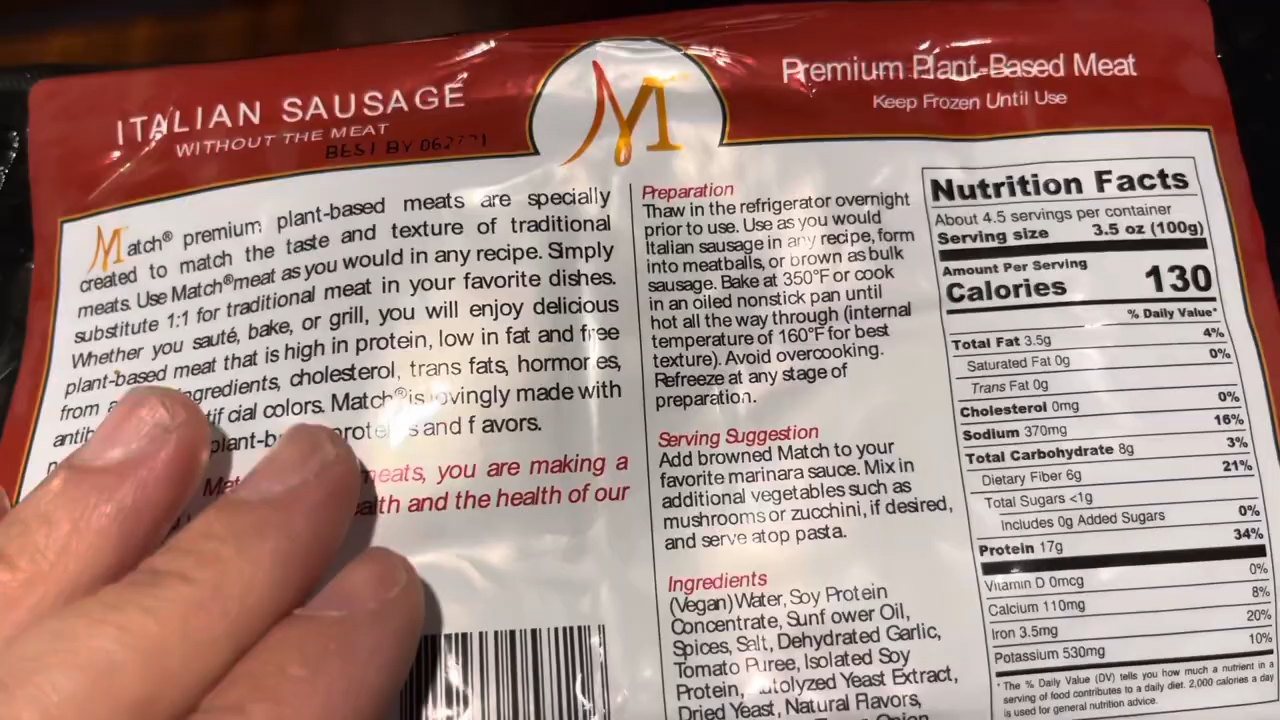 ITALIAN SAUSAGE
WITHOUT THE MEAT
BEST BY
M
Premium Plant-Based Meat
Keep Frozen Until Use
Match® premium plant-based meats are specially
created to match the taste and texture of traditional
meats. Use Match® meat as you would in any recipe. Simply
substitute 1:1 for traditional meat in your favorite dishes.
Whether you sauté, bake, or grill, you will enjoy delicious
plant-based meat that is high in protein, low in fat and free
from cholesterol, trans fats, hormones,
colors. Match® is lovingly made with
and flavors.
meats, you are making a
and the health of our
Preparation
Thaw in the refrigerator overnight
prior to use. Use as you would
Italian sausage in any recipe, form
into meatballs, or brown as bulk
sausage. Bake at 350°F or cook
in an oiled nonstick pan until
hot all the way through (internal
temperature of 160°F for best
texture). Avoid overcooking.
Refreeze at any stage of
preparation.
Serving Suggestion
Add browned Match to your
favorite marinara sauce. Mix in
additional vegetables such as
mushrooms or zucchini, if desired,
and serve atop pasta.
Ingredients
(Vegan) Water, Soy Protein
Concentrate, Sunflower Oil,
Spices, Salt, Dehydrated Garlic,
Tomato Puree, Isolated Soy
Protein, Autolyzed Yeast Extract,
Dried Yeast, Natural Flavors,
Onion
Nutrition Facts
About 4.5 servings per container
Serving size 3.5 oz (100g)
Amount Per Serving
Calories 130
% Daily Value*
Total Fat 3.5g 4%
Saturated Fat 0g 0%
Trans Fat 0g
Cholesterol 0mg 0%
Sodium 370mg 16%
Total Carbohydrate 8g 3%
Dietary Fiber 6g 21%
Total Sugars <1g
Includes 0g Added Sugars 0%
Protein 17g 34%
Vitamin D 0mcg 0%
Calcium 110mg 8%
Iron 3.5mg 20%
Potassium 530mg 10%
* The % Daily Value (DV) tells you how much a nutrient in a
serving of food contributes to a daily diet. 2,000 calories a day
is used for general nutrition advice.